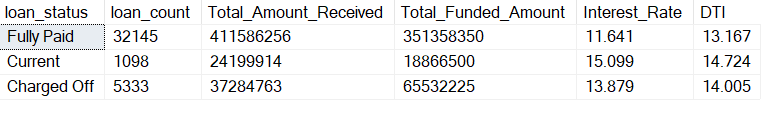 loan_status loan_count Total_Amount_Received Total_Funded_Amount Interest_Rate DTI
Fully Paid 32145 411586256 351358350 11.641 13.167
Current 1098 24199914 18866500 15.099 14.724
Charged Off 5333 37284763 65532225 13.879 14.005